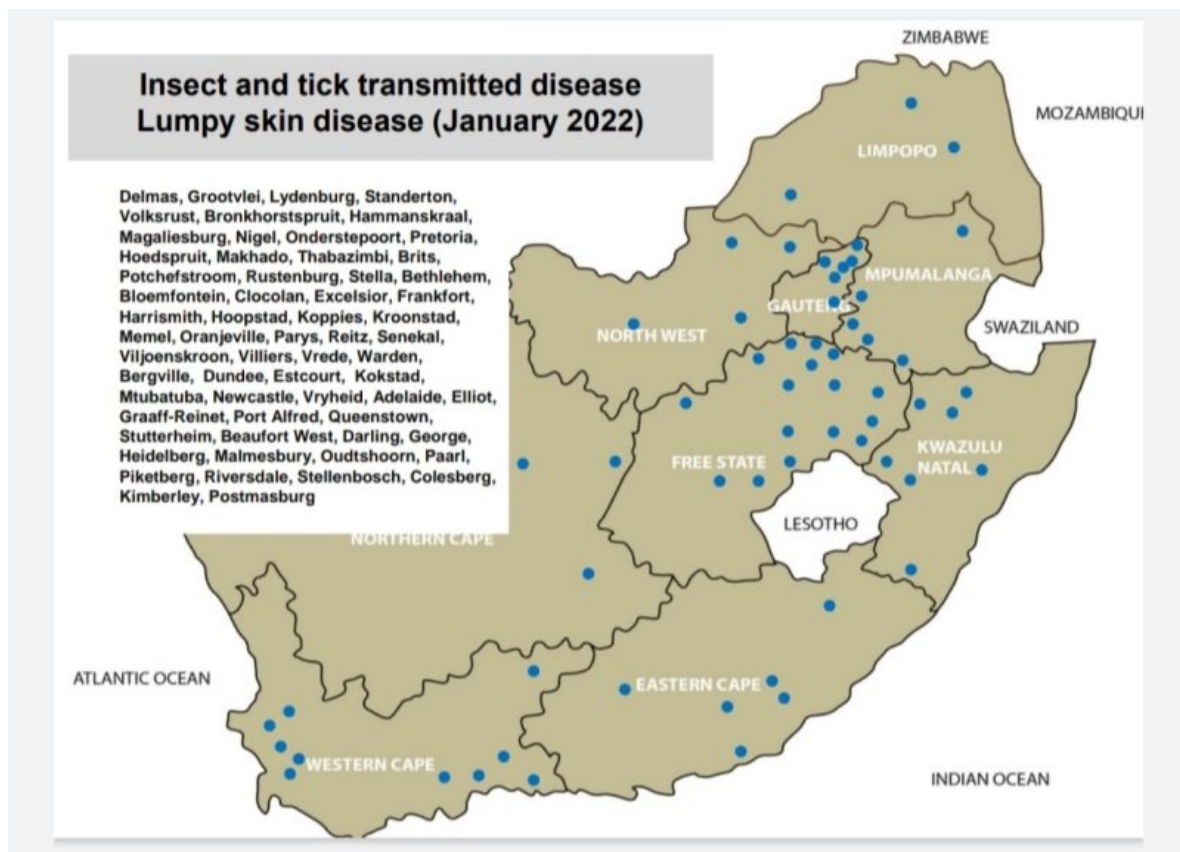 Insect and tick transmitted disease
Lumpy skin disease (January 2022)
Delmas, Grootvlei, Lydenburg, Standerton,
Volksrust, Bronkhorstspruit, Hammanskraal,
Magaliesburg, Nigel, Onderstepoort, Pretoria,
Hoedspruit, Makhado, Thabazimbi, Brits,
Potchefstroom, Rustenburg, Stella, Bethlehem,
Bloemfontein, Clocolan, Excelsior, Frankfort,
Harrismith, Hoopstad, Koppies, Kroonstad,
Memel, Oranjeville, Parys, Reitz, Senekal,
Viljoenskroon, Villiers, Vrede, Warden,
Bergville, Dundee, Estcourt, Kokstad,
Mtubatuba, Newcastle, Vryheid, Adelaide, Elliot,
Graaff-Reinet, Port Alfred, Queenstown,
Stutterheim, Beaufort West, Darling, George,
Heidelberg, Malmesbury, Oudtshoorn, Paarl,
Piketberg, Riversdale, Stellenbosch, Colesberg,
Kimberley, Postmasburg
ZIMBABWE
MOZAMBIQU
LIMPOPO
MPUMALANGA
GAUTENG
SWAZILAND
NORTH WEST
KWAZULU
NATAL
FREE STATE
LESOTHO
NORTHERN CAPE
ATLANTIC OCEAN
EASTERN CAPE
WESTERN CAPE
INDIAN OCEAN